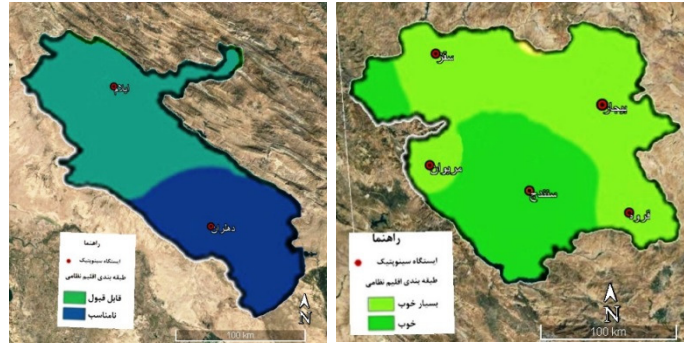 ایلام
دهلران
راهنما
ایستگاه سینوپتیک
طبقه بندی اقلیم نظامی
قابل قبول
نامناسب
N
100 km
سقز
بیجار
مریوان
سنندج
قروه
راهنما
ایستگاه سینوپتیک
طبقه بندی اقلیم نظامی
بسیار خوب
خوب
N
100 km